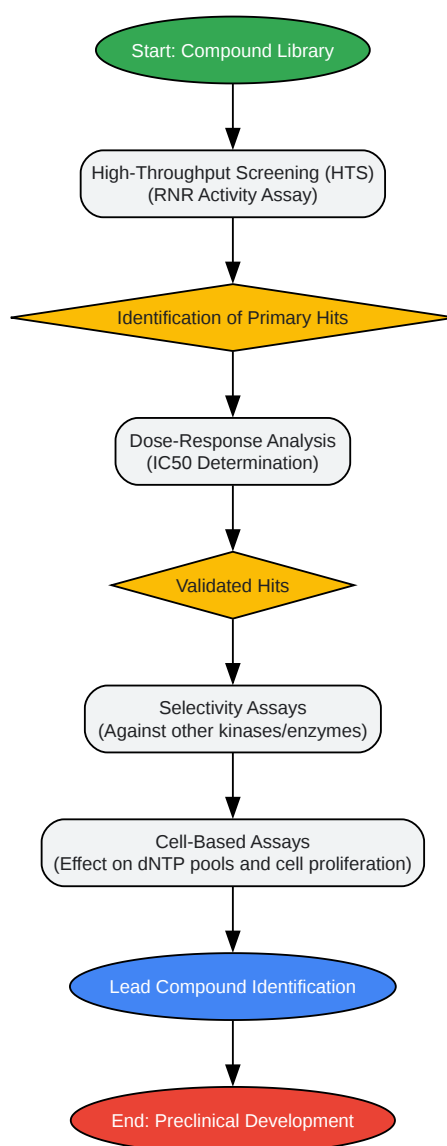 Start: Compound Library
High-Throughput Screening (HTS)
(RNR Activity Assay)
Identification of Primary Hits
Dose-Response Analysis
(IC50 Determination)
Validated Hits
Selectivity Assays
(Against other kinases/enzymes)
Cell-Based Assays
(Effect on dNTP pools and cell proliferation)
Lead Compound Identification
End: Preclinical Development